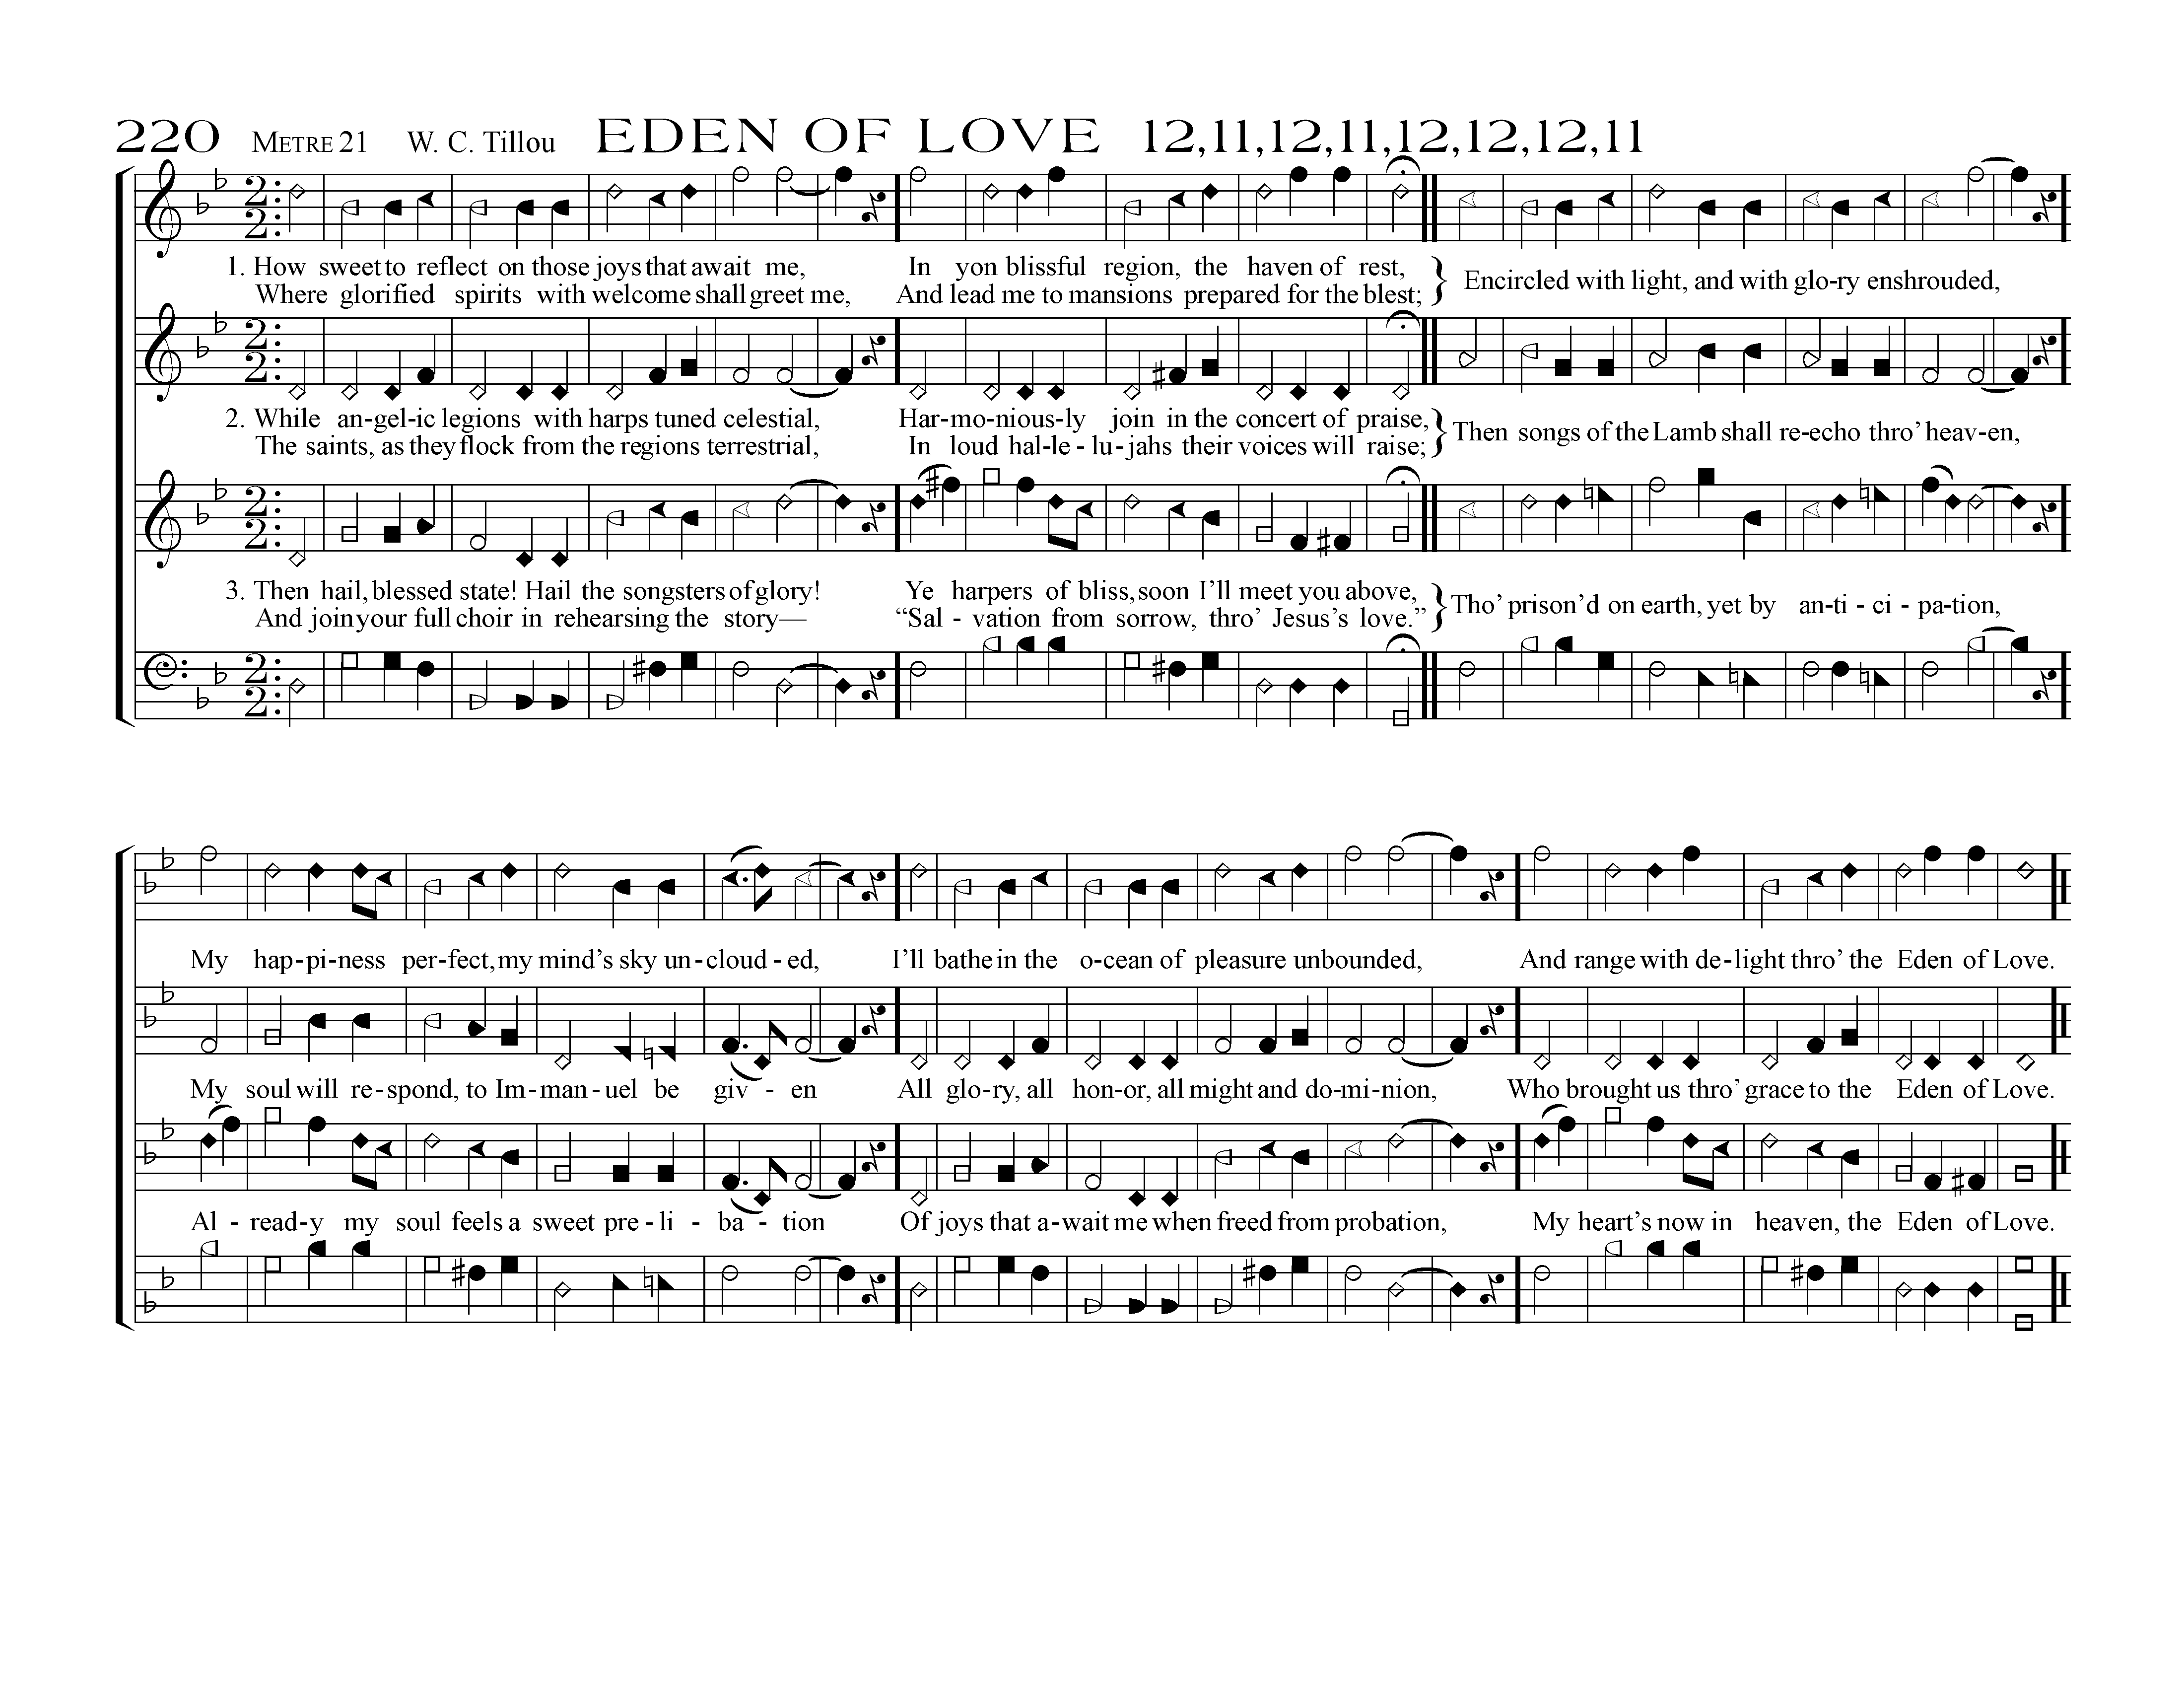 220 METRE 21 W. C. Tillou EDEN OF LOVE 12,11,12,11,12,12,12,11
1. How sweet to reflect on those joys that await me, In yon blissful region, the haven of rest, } Encircled with light, and with glo-ry enshrouded,
Where glorified spirits with welcome shall greet me, And lead me to mansions prepared for the blest;
2. While an-gel-ic legions with harps tuned celestial, Har-mo-nious-ly join in the concert of praise, } Then songs of the Lamb shall re-echo thro' heav-en,
The saints, as they flock from the regions terrestrial, In loud hal-le-lu-jahs their voices will raise;
3. Then hail, blessed state! Hail the songsters of glory! Ye harpers of bliss, soon I'll meet you above, } Tho' prison'd on earth, yet by an-ti-ci-pa-tion,
And join your full choir in rehearsing the story— “Sal-vation from sorrow, thro' Jesus's love.”
My hap-pi-ness per-fect, my mind's sky un-cloud-ed, I'll bathe in the o-cean of pleasure unbounded, And range with de-light thro' the Eden of Love.
My soul will re-spond, to Im-man-uel be giv-en All glo-ry, all hon-or, all might and do-mi-nion, Who brought us thro' grace to the Eden of Love.
Al-read-y my soul feels a sweet pre-li-ba-tion Of joys that a-wait me when freed from probation, My heart's now in heaven, the Eden of Love.